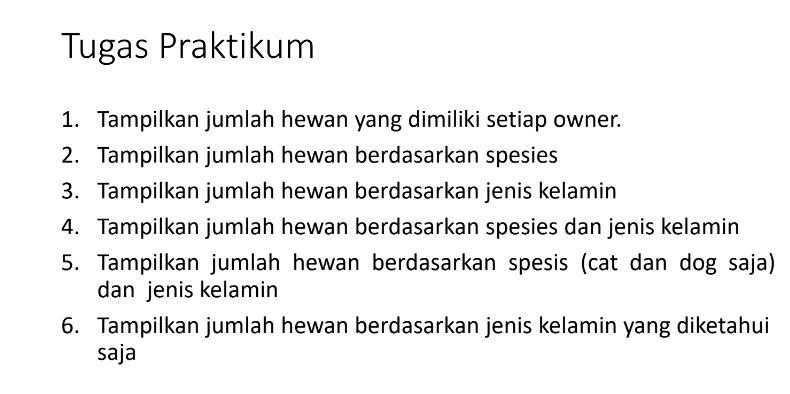 Tugas Praktikum
1. Tampilkan jumlah hewan yang dimiliki setiap owner.
2. Tampilkan jumlah hewan berdasarkan spesies
3. Tampilkan jumlah hewan berdasarkan jenis kelamin
4. Tampilkan jumlah hewan berdasarkan spesies dan jenis kelamin
5. Tampilkan jumlah hewan berdasarkan spesis (cat dan dog saja)
dan jenis kelamin
6. Tampilkan jumlah hewan berdasarkan jenis kelamin yang diketahui
saja